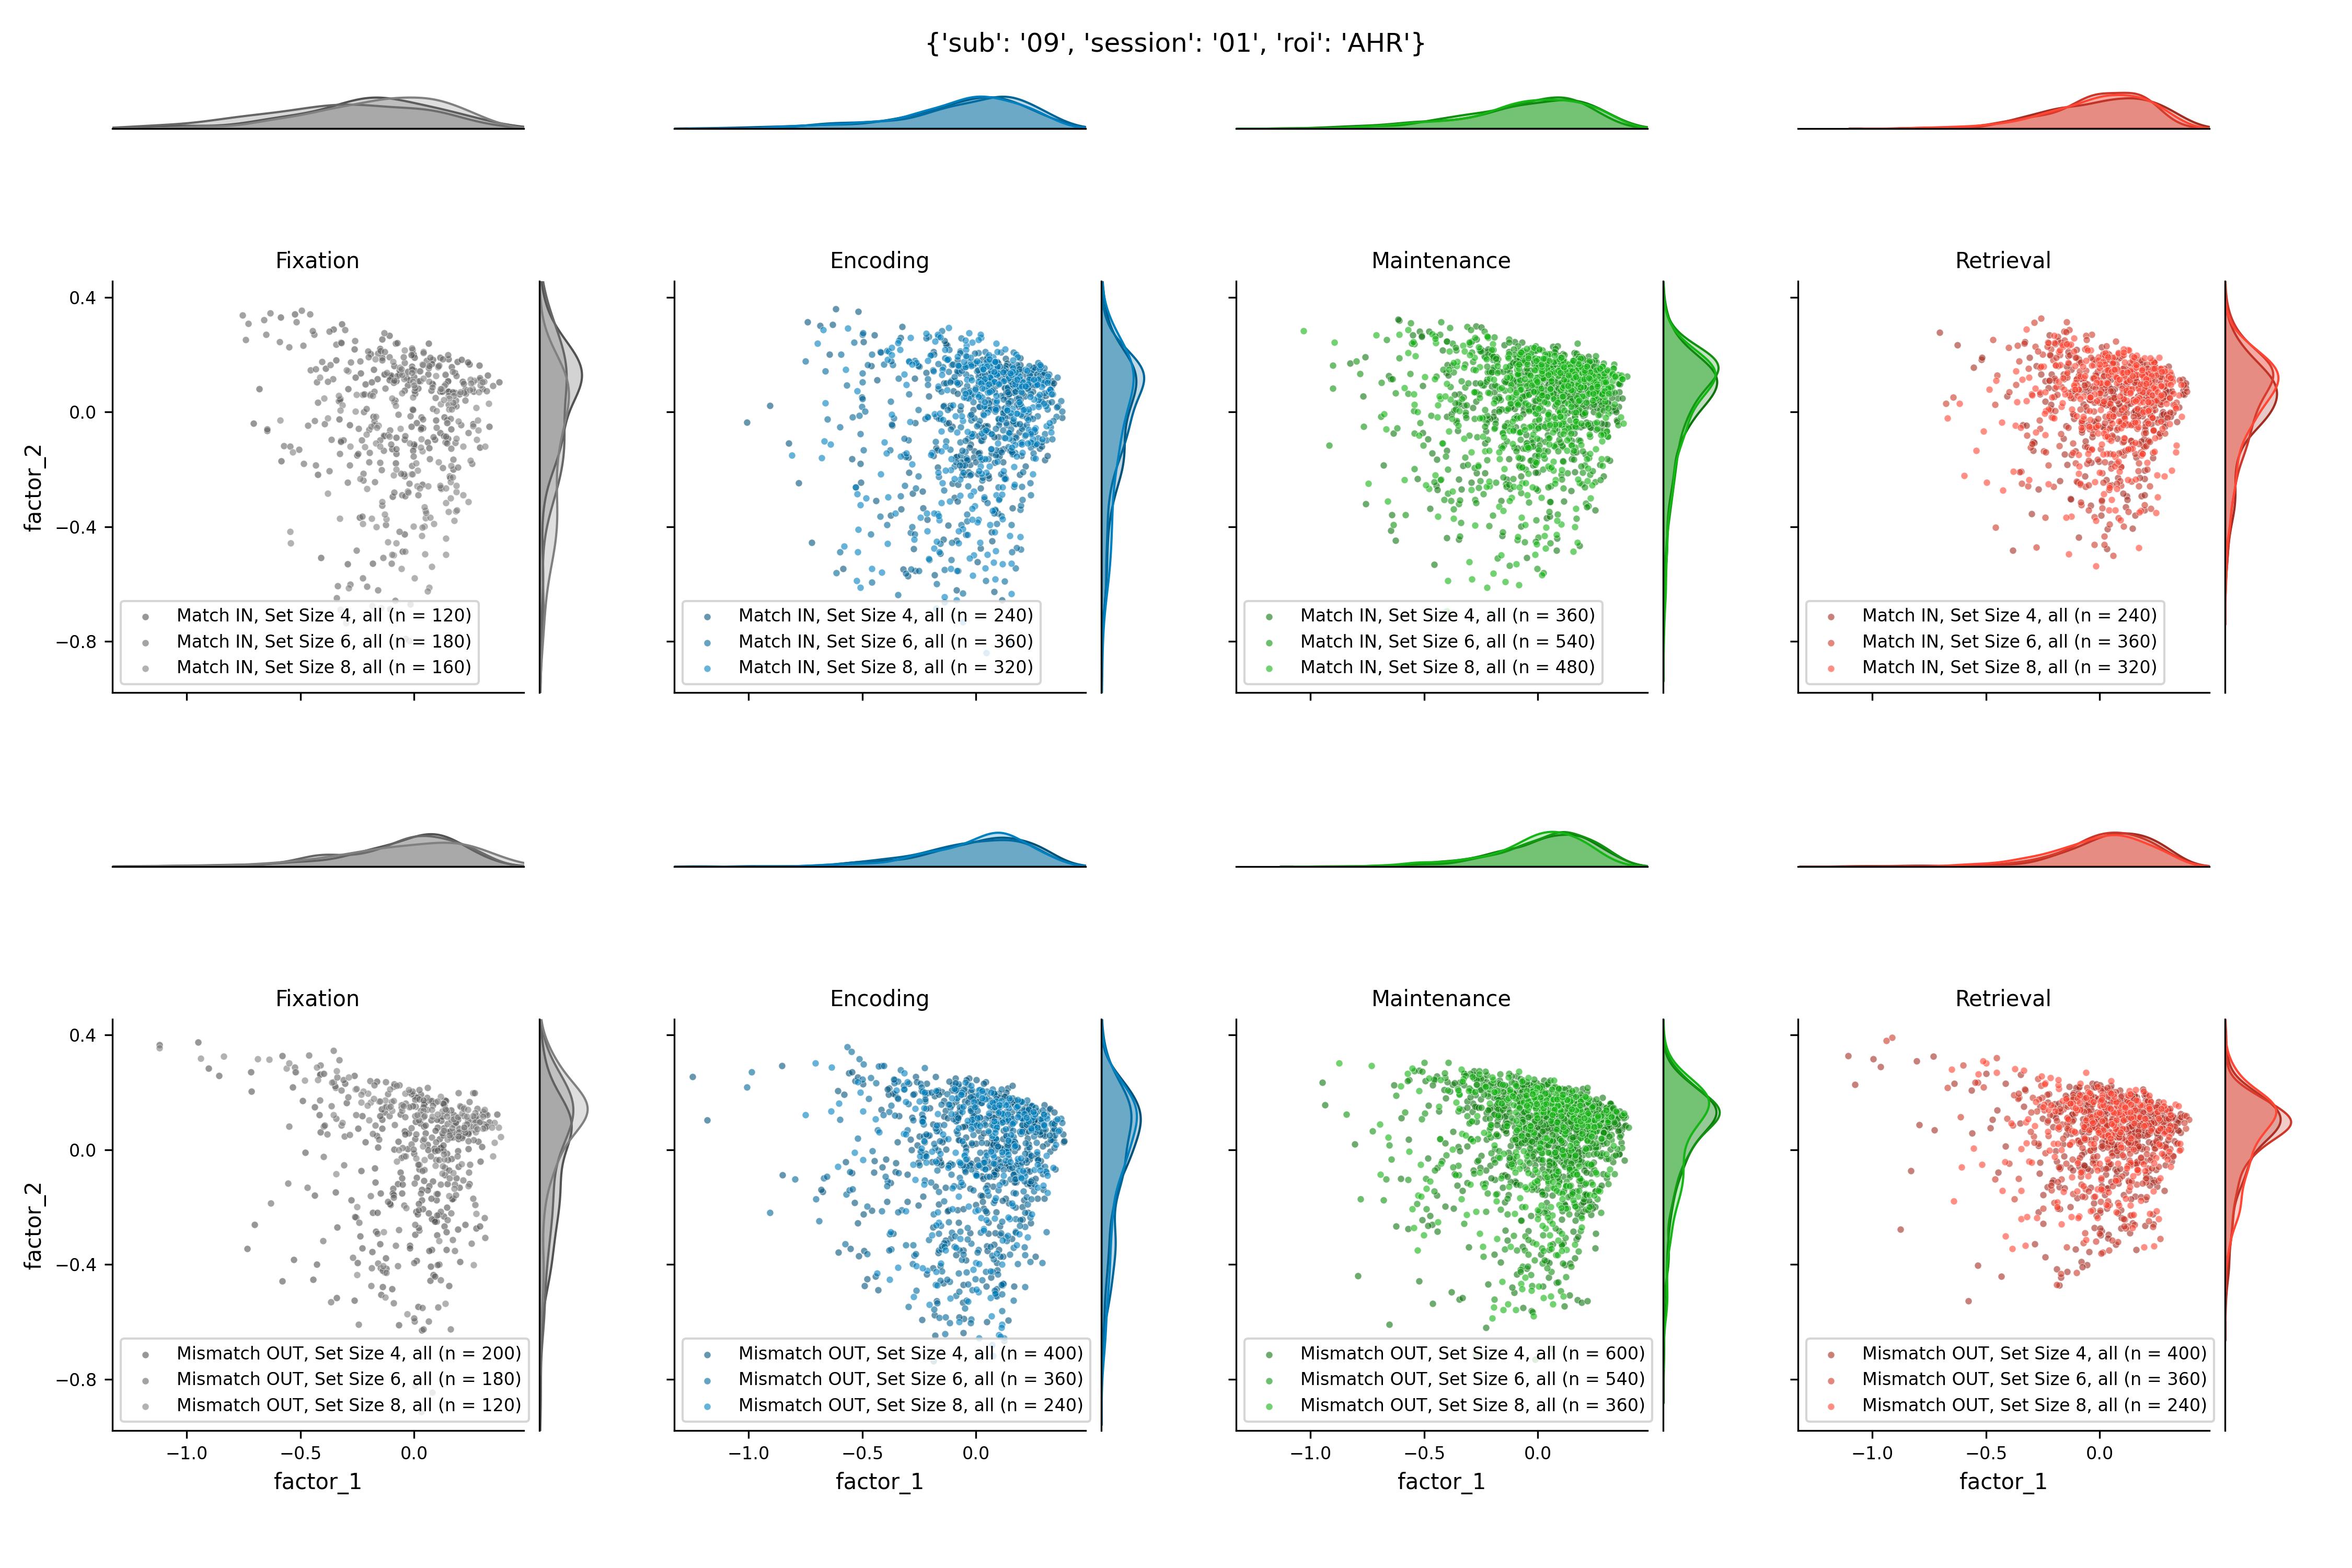 {'sub': '09', 'session': '01', 'roi': 'AHR'}
Fixation
Encoding
Maintenance
Retrieval
factor_2
0.4
0.0
−0.4
−0.8
Match IN, Set Size 4, all (n = 120)
Match IN, Set Size 6, all (n = 180)
Match IN, Set Size 8, all (n = 160)
Match IN, Set Size 4, all (n = 240)
Match IN, Set Size 6, all (n = 360)
Match IN, Set Size 8, all (n = 320)
Match IN, Set Size 4, all (n = 360)
Match IN, Set Size 6, all (n = 540)
Match IN, Set Size 8, all (n = 480)
Match IN, Set Size 4, all (n = 240)
Match IN, Set Size 6, all (n = 360)
Match IN, Set Size 8, all (n = 320)
Fixation
Encoding
Maintenance
Retrieval
factor_2
0.4
0.0
−0.4
−0.8
Mismatch OUT, Set Size 4, all (n = 200)
Mismatch OUT, Set Size 6, all (n = 180)
Mismatch OUT, Set Size 8, all (n = 120)
Mismatch OUT, Set Size 4, all (n = 400)
Mismatch OUT, Set Size 6, all (n = 360)
Mismatch OUT, Set Size 8, all (n = 240)
Mismatch OUT, Set Size 4, all (n = 600)
Mismatch OUT, Set Size 6, all (n = 540)
Mismatch OUT, Set Size 8, all (n = 360)
Mismatch OUT, Set Size 4, all (n = 400)
Mismatch OUT, Set Size 6, all (n = 360)
Mismatch OUT, Set Size 8, all (n = 240)
−1.0 −0.5 0.0
−1.0 −0.5 0.0
−1.0 −0.5 0.0
−1.0 −0.5 0.0
factor_1
factor_1
factor_1
factor_1